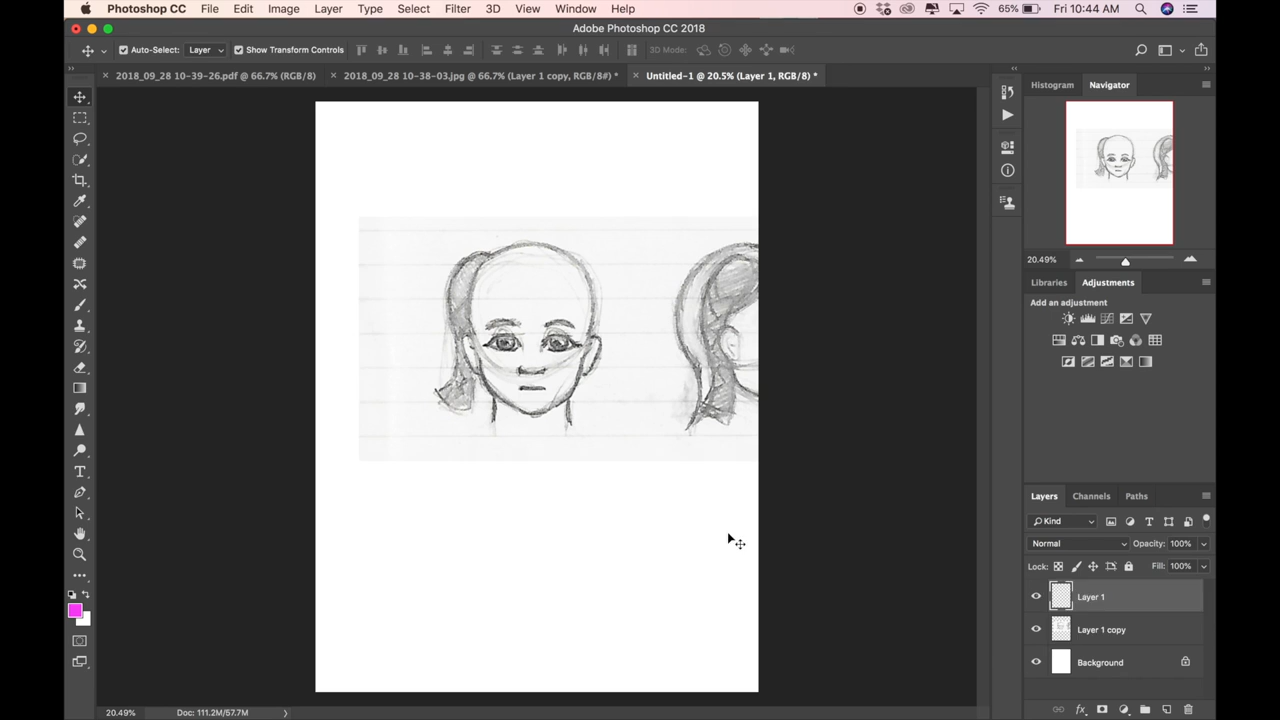 Photoshop CC File Edit Image Layer Type Select Filter 3D View Window Help 65% Fri 10:44 AM
Adobe Photoshop CC 2018
Auto-Select: Layer Show Transform Controls 3D Mode:
2018_09_28 10-39-26.pdf @ 66.7% (RGB/8) 2018_09_28 10-38-03.jpg @ 66.7% (Layer 1 copy, RGB/8#) * Untitled-1 @ 20.5% (Layer 1, RGB/8) *
Histogram Navigator
20.49%
Libraries Adjustments
Add an adjustment
Layers Channels Paths
Kind
Normal Opacity: 100%
Lock: Fill: 100%
Layer 1
Layer 1 copy
Background
20.49% Doc: 111.2M/57.7M